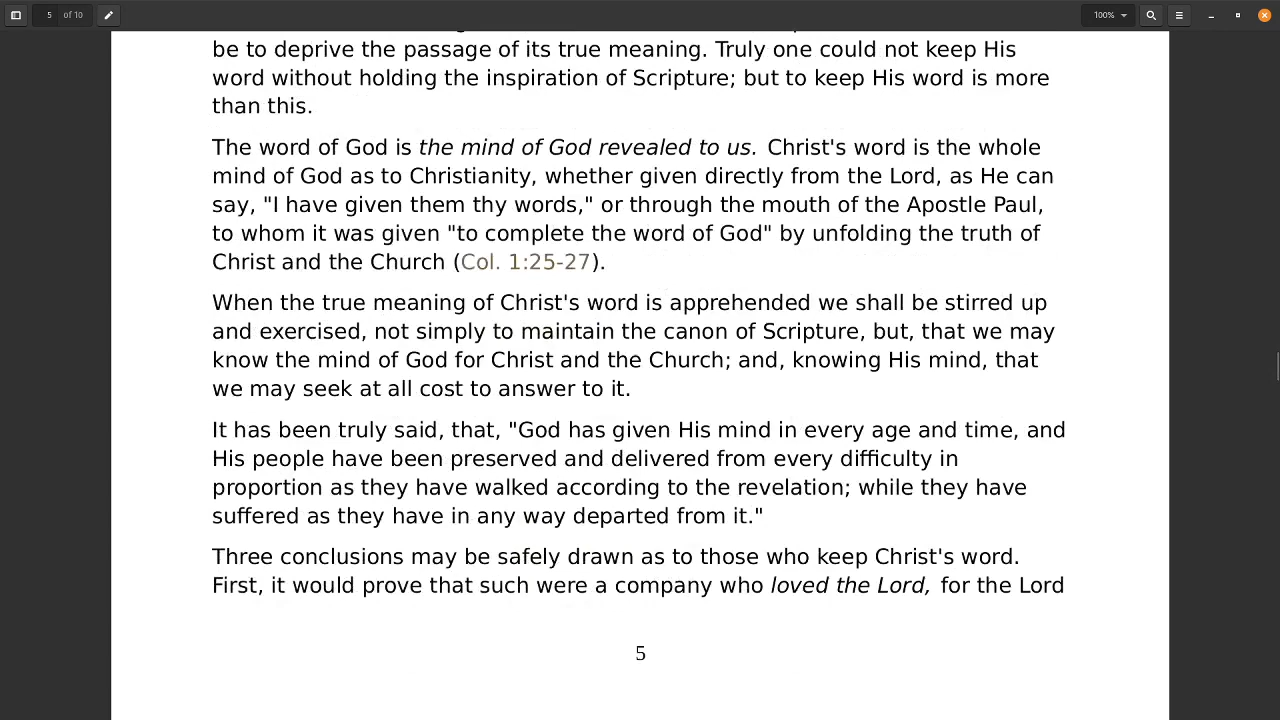 5 of 10
100%
be to deprive the passage of its true meaning. Truly one could not keep His
word without holding the inspiration of Scripture; but to keep His word is more
than this.
The word of God is the mind of God revealed to us. Christ's word is the whole
mind of God as to Christianity, whether given directly from the Lord, as He can
say, "I have given them thy words," or through the mouth of the Apostle Paul,
to whom it was given "to complete the word of God" by unfolding the truth of
Christ and the Church (Col. 1:25-27).
When the true meaning of Christ's word is apprehended we shall be stirred up
and exercised, not simply to maintain the canon of Scripture, but, that we may
know the mind of God for Christ and the Church; and, knowing His mind, that
we may seek at all cost to answer to it.
It has been truly said, that, "God has given His mind in every age and time, and
His people have been preserved and delivered from every difficulty in
proportion as they have walked according to the revelation; while they have
suffered as they have in any way departed from it."
Three conclusions may be safely drawn as to those who keep Christ's word.
First, it would prove that such were a company who loved the Lord, for the Lord
5